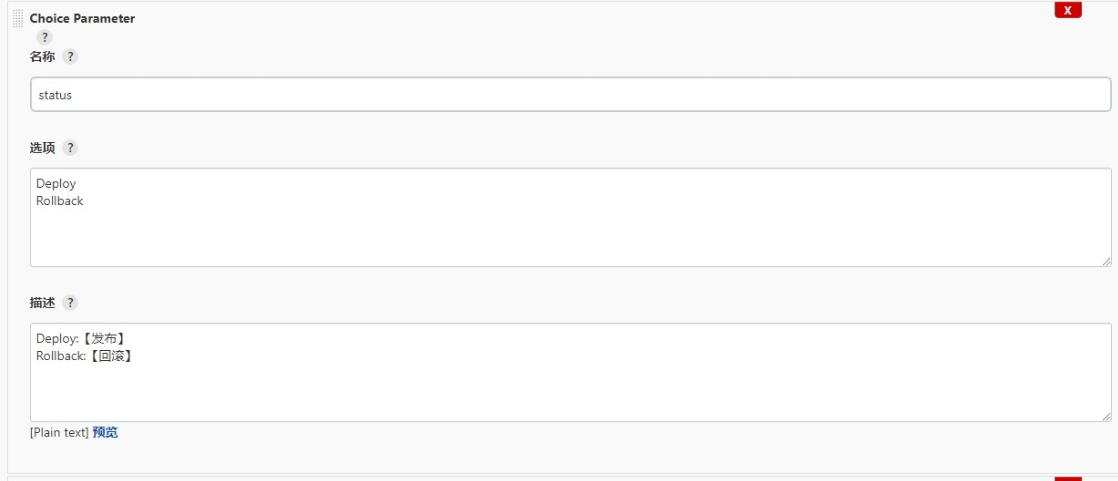 Choice Parameter
X
?
名称 ?
status
选项 ?
Deploy
Rollback
描述 ?
Deploy:【发布】
Rollback:【回滚】
[Plain text] 预览